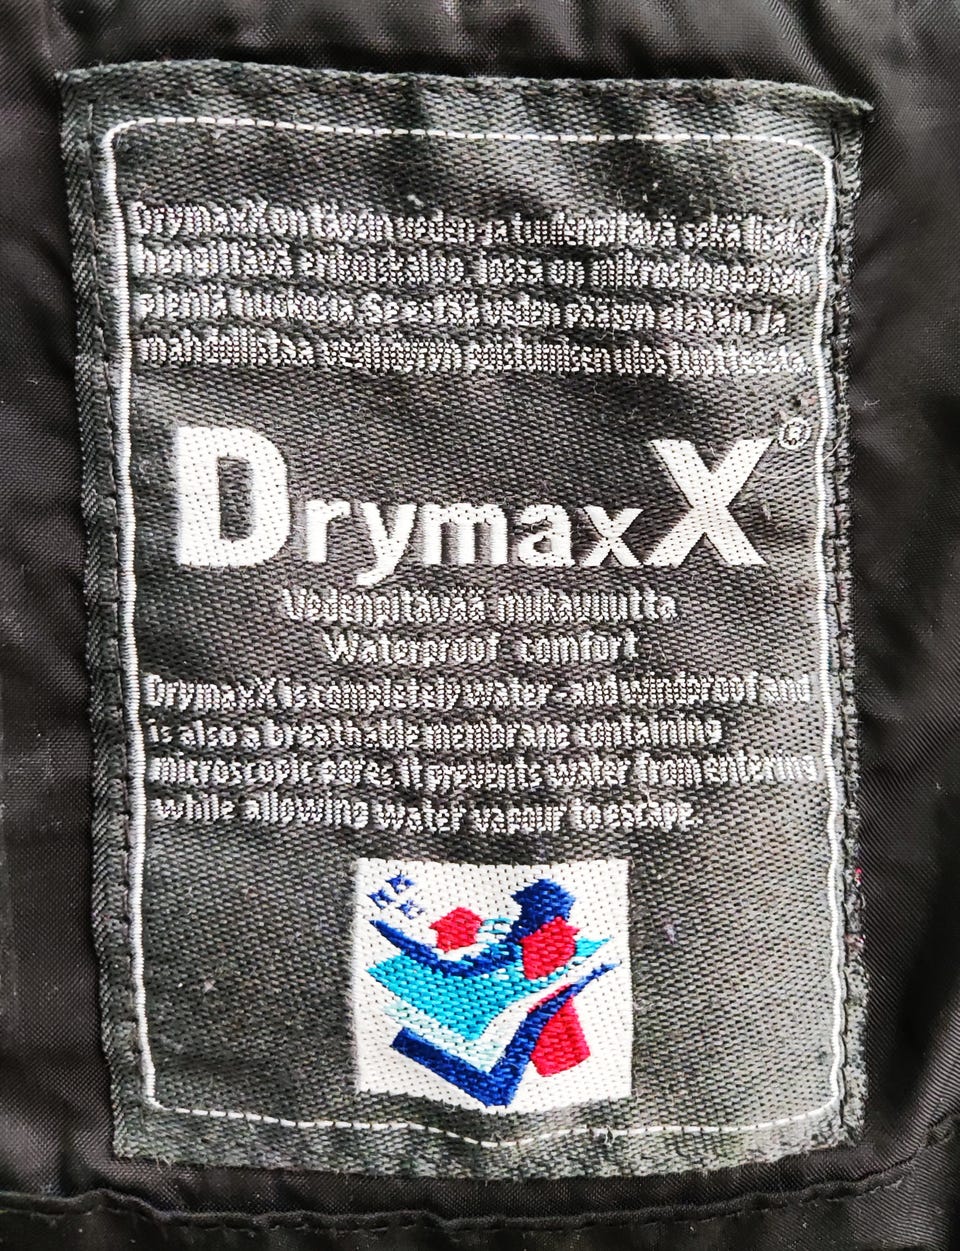 DrymaxX on täysin veden- ja tuulenpitävä sekä lisäksi
hengittävä erikoiskalvo, jossa on mikroskooppisen
pieniä huokosia. Se estää veden pääsyn sisään ja
mahdollistaa vesihöyryn poistumisen ulos tuotteesta.
DrymaxX®
Vedenpitävää mukavuutta
Waterproof comfort
DrymaxX is completely water- and windproof and
is also a breathable membrane containing
microscopic pores. It prevents water from entering
while allowing water vapour to escape.